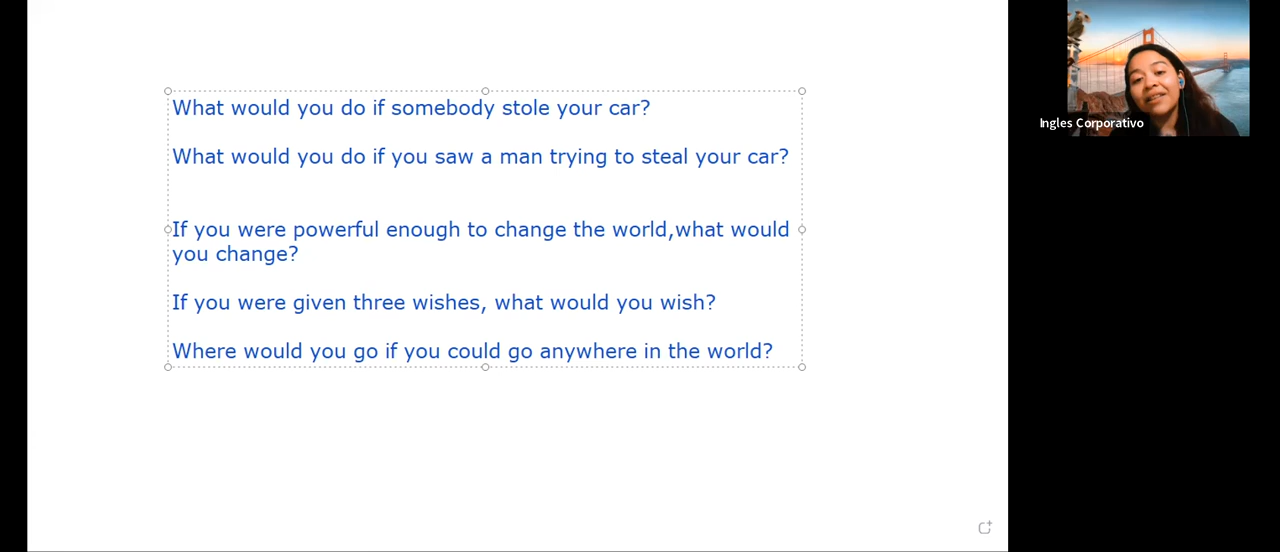 What would you do if somebody stole your car?
What would you do if you saw a man trying to steal your car?
If you were powerful enough to change the world,what would
you change?
If you were given three wishes, what would you wish?
Where would you go if you could go anywhere in the world?
Ingles Corporativo